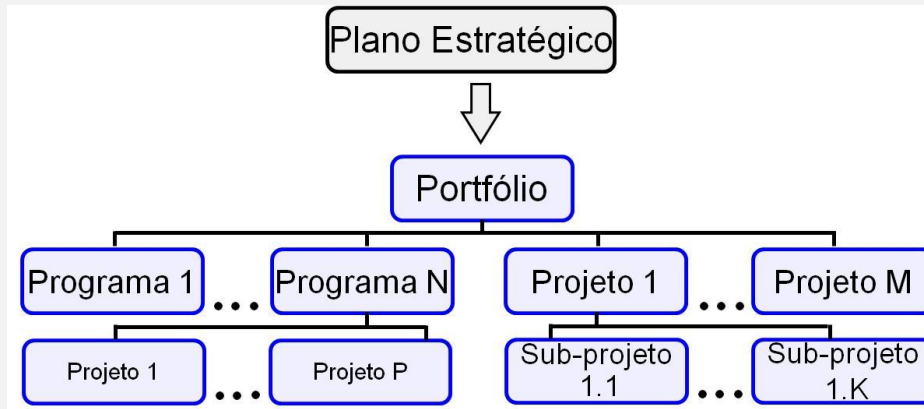 Plano Estratégico
Portfólio
Programa 1 ... Programa N Projeto 1 ... Projeto M
Projeto 1 ... Projeto P Sub-projeto
1.1 ... Sub-projeto
1.K